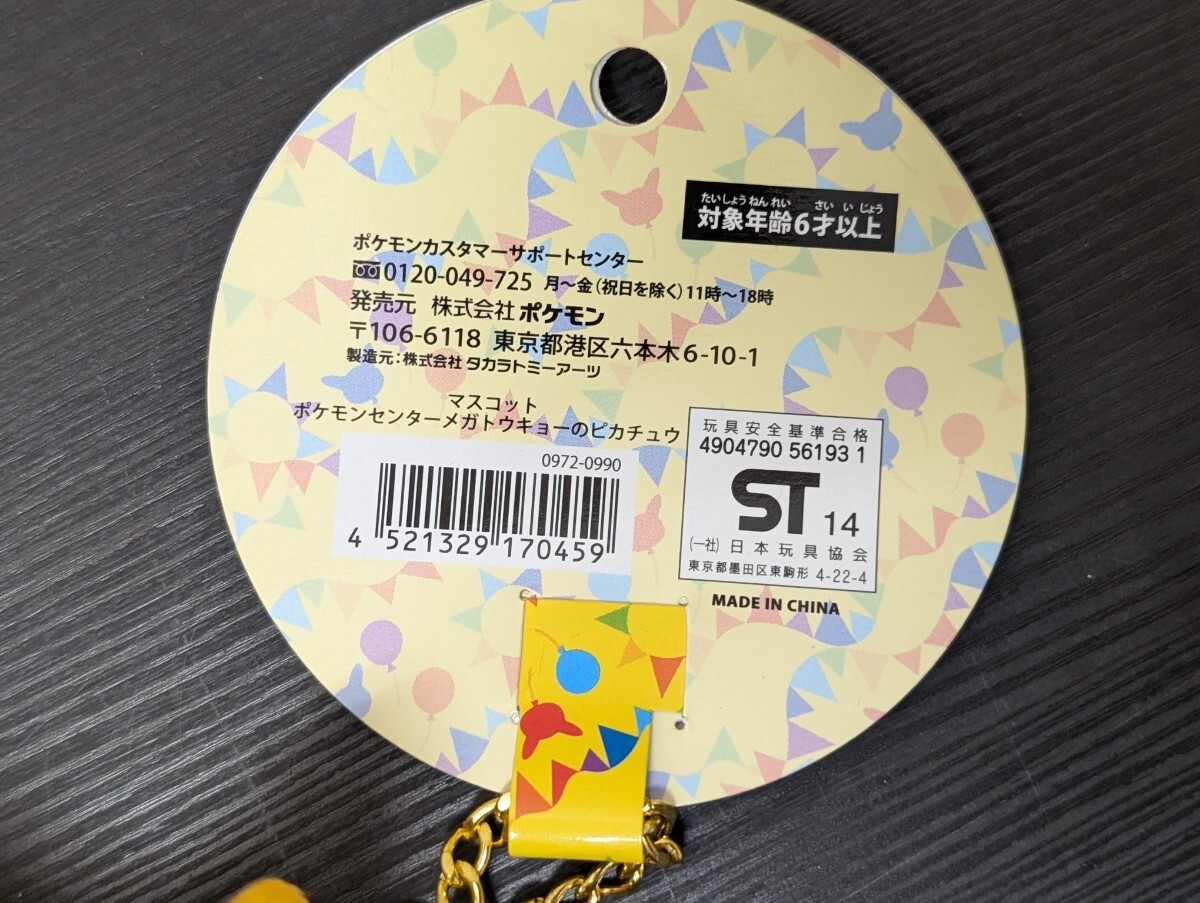 たいしょうねんれい さい いじょう
対象年齢6才以上
ポケモンカスタマーサポートセンター
0120-049-725 月～金(祝日を除く)11時～18時
発売元 株式会社ポケモン
〒106-6118 東京都港区六本木6-10-1
製造元:株式会社タカラトミーアーツ
マスコット
ポケモンセンターメガトウキョーのピカチュウ
0972-0990
4 521329 170459
玩具安全基準合格
4904790 56193 1
ST 14
(一社)日本玩具協会
東京都墨田区東駒形 4-22-4
MADE IN CHINA